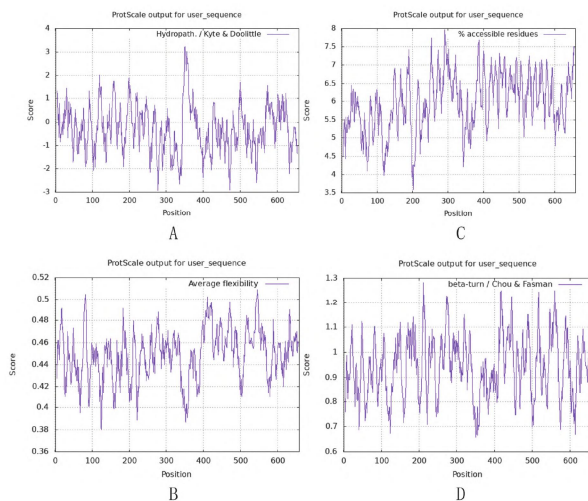 ProtScale output for user_sequence
Hydropath. / Kyte & Doolittle
4
3
2
1
0
-1
-2
-3
Score
0 100 200 300 400 500 600
Position
A
ProtScale output for user_sequence
% accessible residues
8
7.5
7
6.5
6
5.5
5
4.5
4
3.5
Score
0 100 200 300 400 500 600
Position
C
ProtScale output for user_sequence
Average flexibility
0.52
0.5
0.48
0.46
0.44
0.42
0.4
0.38
0.36
Score
0 100 200 300 400 500 600
Position
B
ProtScale output for user_sequence
beta-turn / Chou & Fasman
1.3
1.2
1.1
1
0.9
0.8
0.7
0.6
Score
0 100 200 300 400 500 600
Position
D